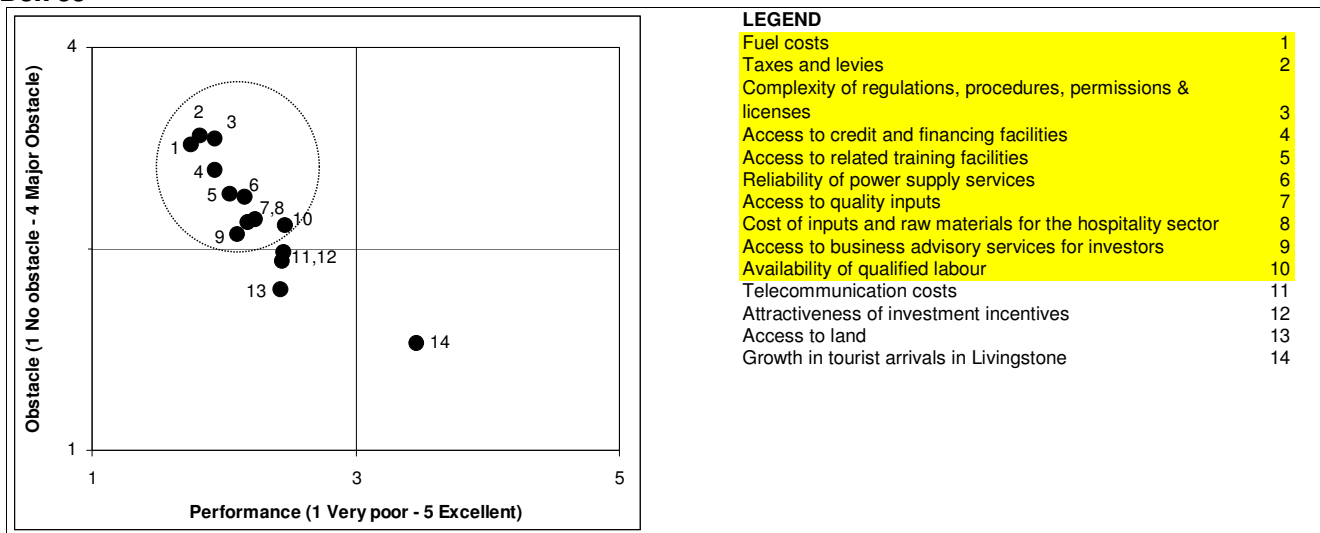 LEGEND
Fuel costs 1
Taxes and levies 2
Complexity of regulations, procedures, permissions &
licenses 3
Access to credit and financing facilities 4
Access to related training facilities 5
Reliability of power supply services 6
Access to quality inputs 7
Cost of inputs and raw materials for the hospitality sector 8
Access to business advisory services for investors 9
Availability of qualified labour 10
Telecommunication costs 11
Attractiveness of investment incentives 12
Access to land 13
Growth in tourist arrivals in Livingstone 14
Obstacle (1 No obstacle - 4 Major Obstacle)
4
1
2
3
1
4
5
6
7,8
10
9
11,12
13
14
1
3
5
Performance (1 Very poor - 5 Excellent)